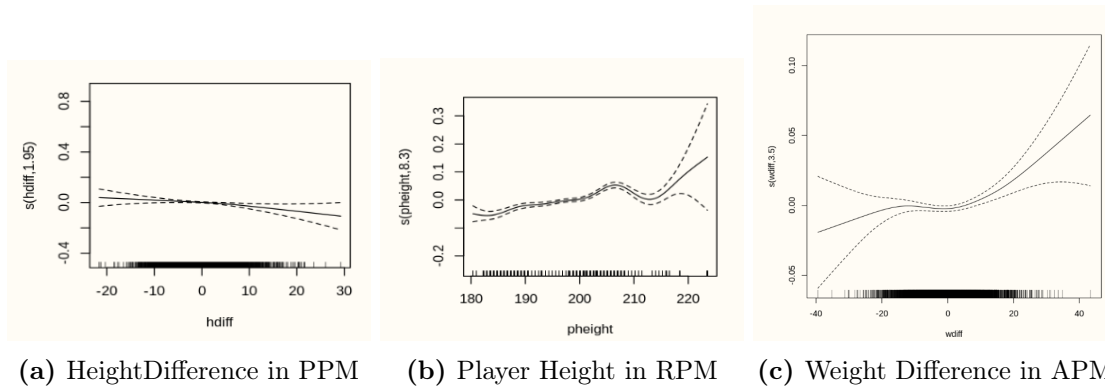 s(hdiff,1.95)
0.8
0.4
0.0
-0.4
-20 -10 0 10 20 30
hdiff
(a) HeightDifference in PPM
s(pheight,8.3)
0.3
0.2
0.1
0.0
-0.2
180 190 200 210 220
pheight
(b) Player Height in RPM
s(wdiff,3.5)
0.10
0.05
0.00
-0.05
-40 -20 0 20 40
wdiff
(c) Weight Difference in APM